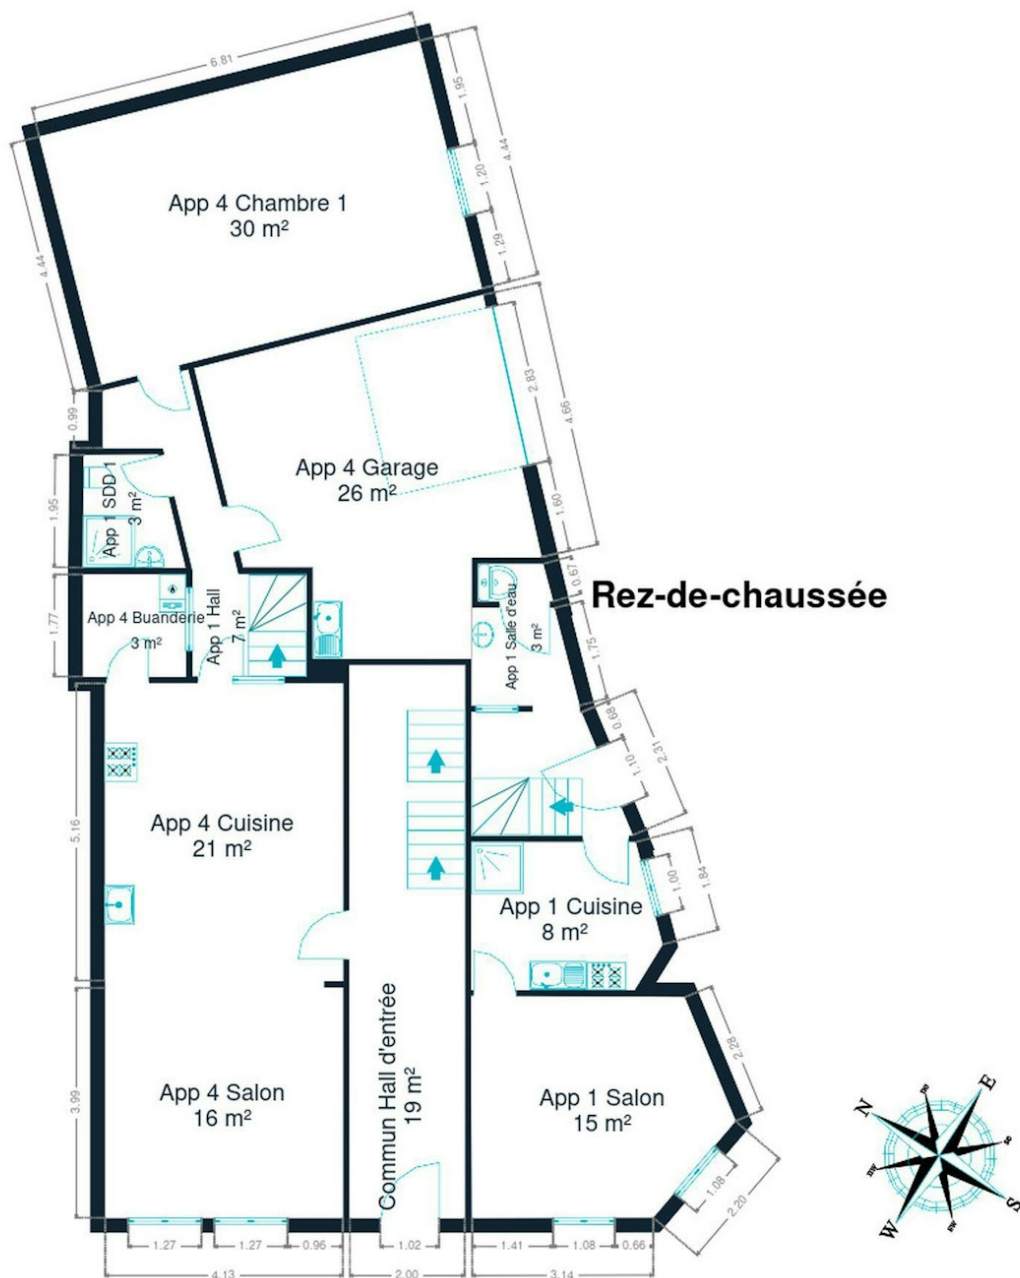 6.81
1.95
4.44
1.20
1.29
4.44
App 4 Chambre 1
30 m²
0.99
2.83
4.66
1.60
App 4 Garage
26 m²
1.95
App 1 SDD 1
3 m²
1.77
App 4 Buanderie
3 m²
App 1 Hall
7 m²
App 1 Salle d'eau
3 m²
0.67
Rez-de-chaussée
1.75
0.68
2.31
1.10
5.16
App 4 Cuisine
21 m²
App 1 Cuisine
8 m²
1.00
1.84
3.99
App 4 Salon
16 m²
Commun Hall d'entrée
19 m²
App 1 Salon
15 m²
2.28
1.08
2.20
1.27
1.27
0.96
1.02
1.41
1.08
0.66
4.13
2.00
3.14
N
E
S
W